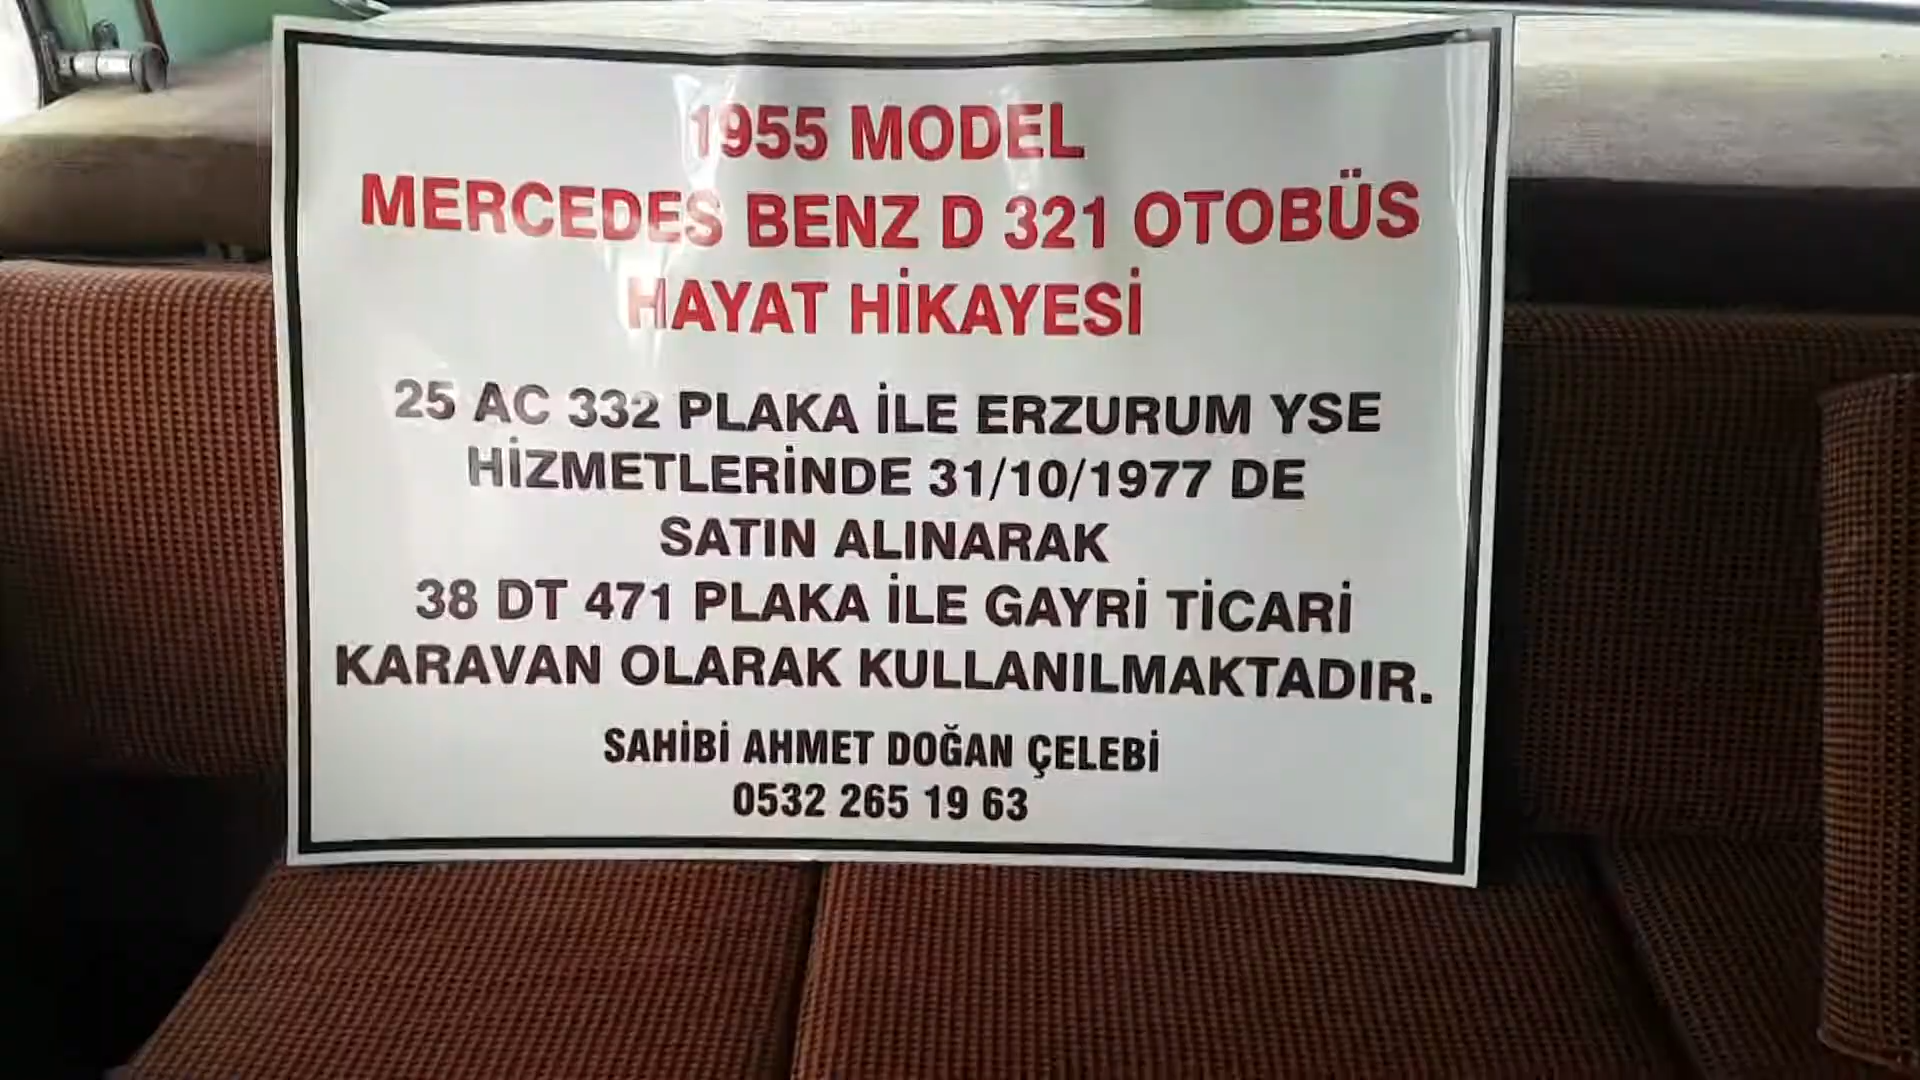 1955 MODEL
MERCEDES BENZ D 321 OTOBÜS
HAYAT HİKAYESİ
25 AC 332 PLAKA İLE ERZURUM YSE
HİZMETLERİNDE 31/10/1977 DE
SATIN ALINARAK
38 DT 471 PLAKA İLE GAYRİ TİCARİ
KARAVAN OLARAK KULLANILMAKTADIR.
SAHİBİ AHMET DOĞAN ÇELEBİ
0532 265 19 63